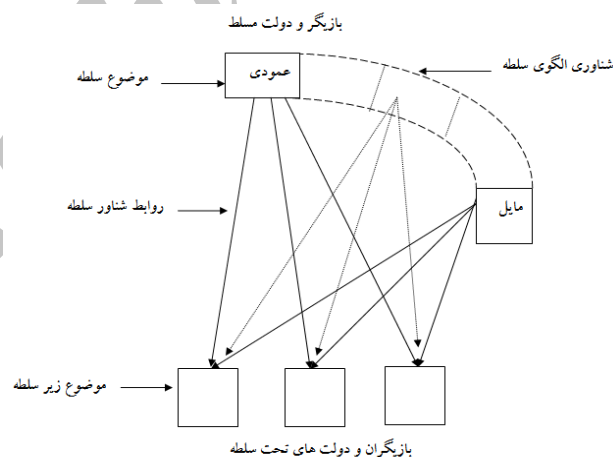 بازیگر و دولت مسلط
شناوری الگوی سلطه
عمودی
موضوع سلطه
مایل
روابط شناور سلطه
موضوع زیر سلطه
بازیگران و دولت های تحت سلطه